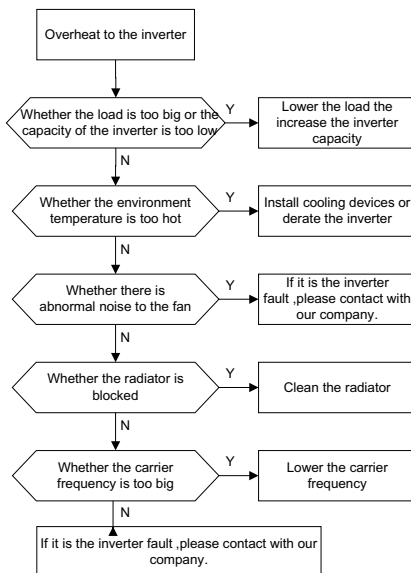 Overheat to the inverter
Whether the load is too big or the
capacity of the inverter is too low
Y
Lower the load the
increase the inverter
capacity
N
Whether the environment
temperature is too hot
Y
Install cooling devices or
derate the inverter
N
Whether there is
abnormal noise to the fan
Y
If it is the inverter
fault ,please contact with
our company.
N
Whether the radiator is
blocked
Y
Clean the radiator
N
Whether the carrier
frequency is too big
Y
Lower the carrier
frequency
N
If it is the inverter fault ,please contact with our
company.